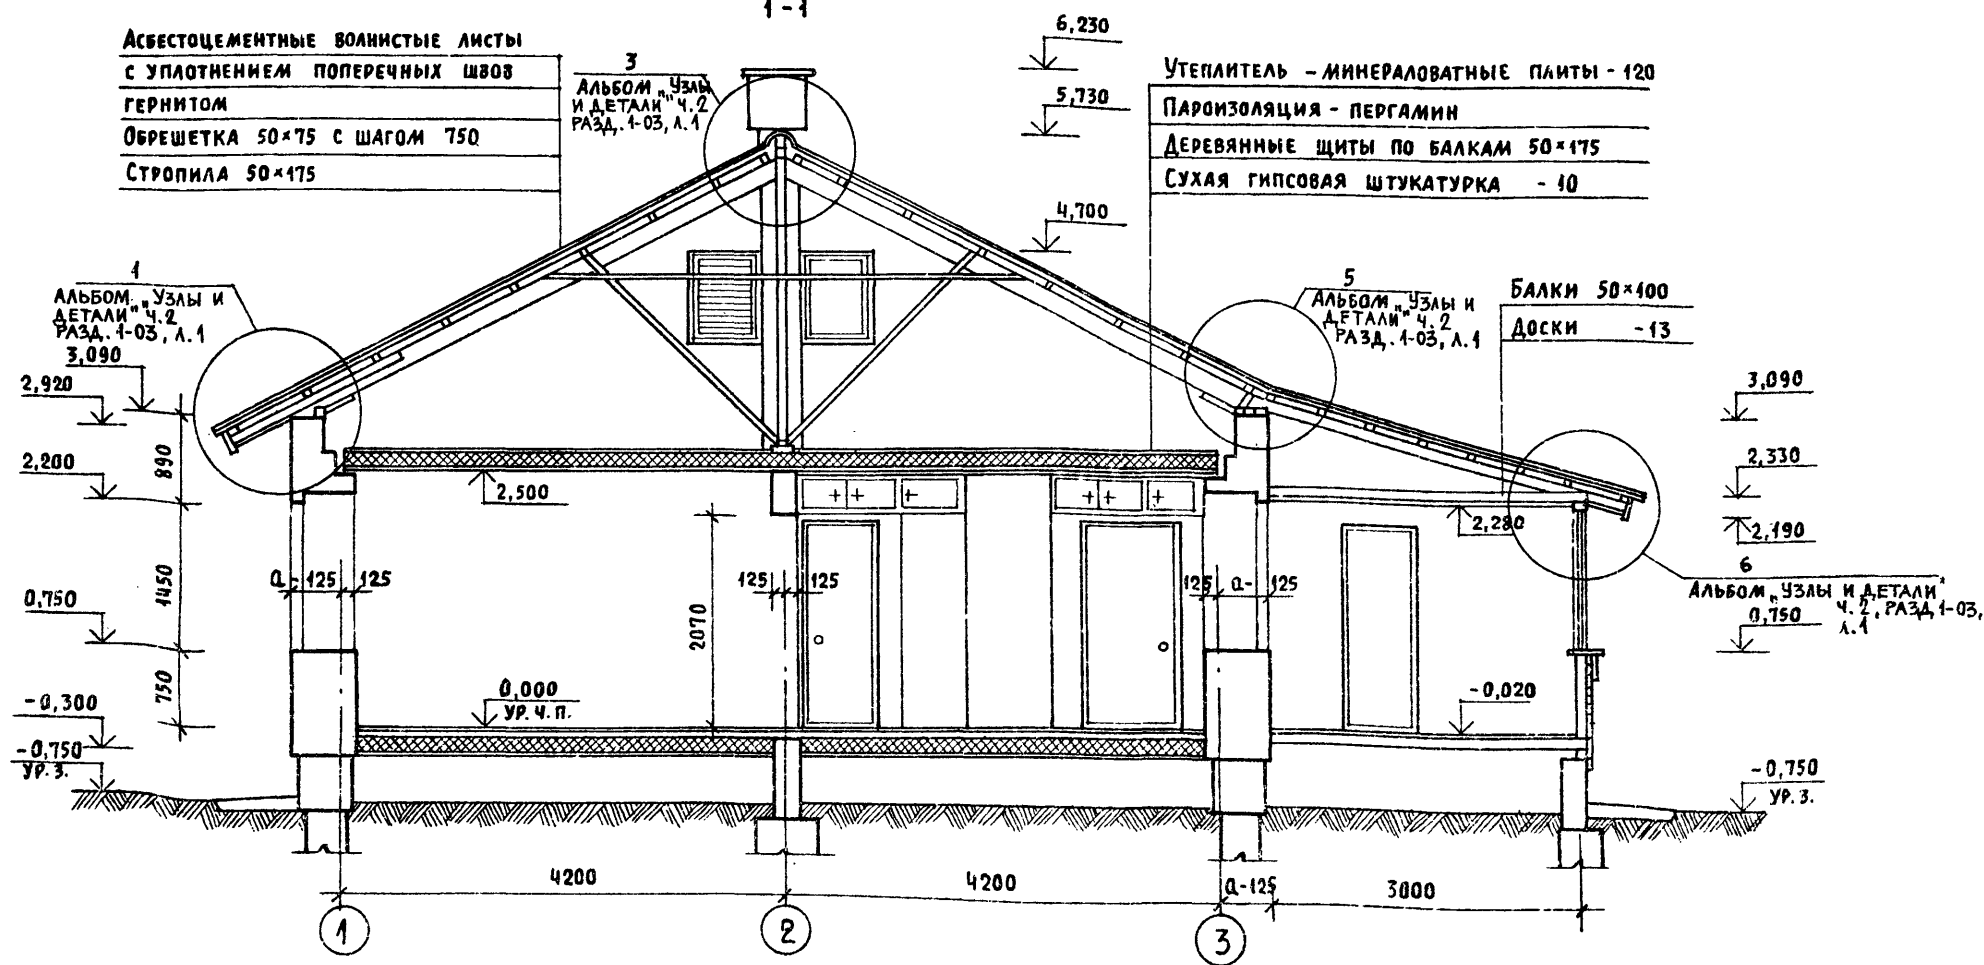 1-1
Асбестоцементные волнистые листы
с уплотнением поперечных швов
гернитом
Обрешетка 50×75 с шагом 750
Стропила 50×175
3
Альбом „Узлы
и детали" ч.2
разд. 1-03, л.1
6,230
5,730
4,700
Утеплитель - минераловатные плиты - 120
Пароизоляция - пергамин
Деревянные щиты по балкам 50×175
Сухая гипсовая штукатурка - 10
1
Альбом „Узлы и
детали" ч.2
разд. 1-03, л.1
5
Альбом „Узлы и
детали" ч.2
разд. 1-03, л.1
Балки 50×100
Доски -13
3,090
2,920
2,200
0,750
-0,300
-0,750
ур. з.
890
1450
750
2,500
2,280
3,090
2,330
2,190
6
Альбом „Узлы и детали"
ч.2, разд. 1-03,
л.1
0,750
а-125 125
125 125
125 а-125
2070
0,000
ур. ч. п.
-0,020
-0,750
ур. з.
4200
4200
а-125
3000
1
2
3